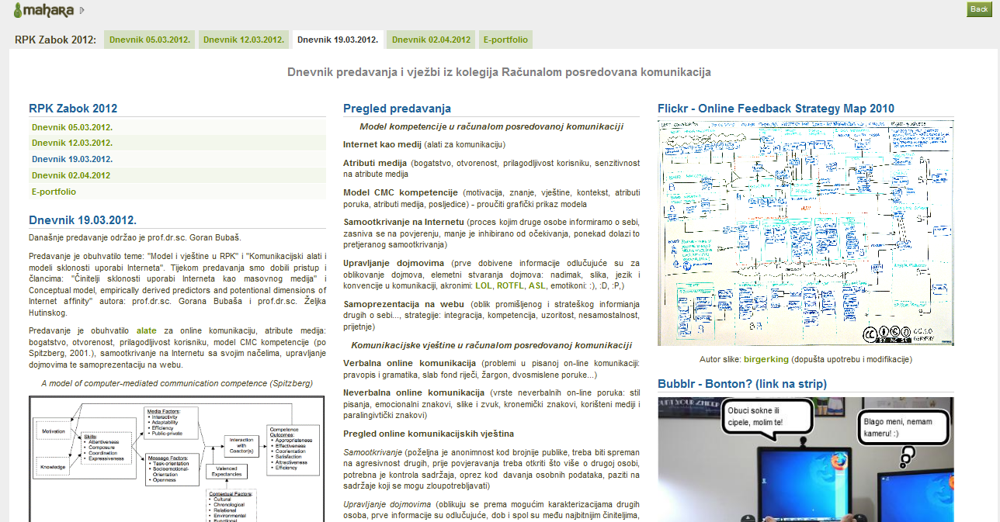 mahara
Back
RPK Zabok 2012:
Dnevnik 05.03.2012.
Dnevnik 12.03.2012.
Dnevnik 19.03.2012.
Dnevnik 02.04.2012
E-portfolio
Dnevnik predavanja i vježbi iz kolegija Računalom posredovana komunikacija
RPK Zabok 2012
Dnevnik 05.03.2012.
Dnevnik 12.03.2012.
Dnevnik 19.03.2012.
Dnevnik 02.04.2012
E-portfolio
Dnevnik 19.03.2012.
Današnje predavanje održao je prof.dr.sc. Goran Bubaš.
Predavanje je obuhvatilo teme: "Model i vještine u RPK" i "Komunikacijski alati i
modeli sklonosti uporabi Interneta". Tijekom predavanja smo dobili pristup i
člancima: "Činitelji sklonosti uporabi Interneta kao masovnog medija" i
Conceptual model, empirically derived predictors and potentional dimensions of
Internet affinity" autora: prof.dr.sc. Gorana Bubaša i prof.dr.sc. Željka
Hutinskog.
Predavanje je obuhvatilo alate za online komunikaciju, atribute medija:
bogatstvo, otvorenost, prilagodljivost korisniku, model CMC kompetencije (po
Spitzberg, 2001.), samootkrivanje na Internetu sa svojim načelima, upravljanje
dojmovima te samoprezentaciju na webu.
A model of computer-mediated communication competence (Spitzberg)
Motivation
Knowledge
Skills:
• Attentiveness
• Composure
• Coordination
• Expressiveness
Media Factors:
• Interactivity
• Adaptability
• Efficiency
• Public-private
Message Factors:
• Task-orientation
• Socioemotional-
Orientation
• Openness
Interaction
with
Coactor(s)
Valenced
Expectancies
Contextual Factors:
• Cultural
• Chronological
• Relational
• Environmental
• Functional
Competence
Outcomes:
• Appropriateness
• Effectiveness
• Coorientation
• Satisfaction
• Attractiveness
• Efficiency
Pregled predavanja
Model kompetencije u računalom posredovanoj komunikaciji
Internet kao medij (alati za komunikaciju)
Atributi medija (bogatstvo, otvorenost, prilagodljivost korisniku, senzitivnost
na atribute medija
Model CMC kompetencije (motivacija, znanje, vještine, kontekst, atributi
poruka, atributi medija, posljedice) - proučiti grafički prikaz modela
Samootkrivanje na Internetu (proces kojim druge osobe informiramo o sebi,
zasniva se na povjerenju, manje je inhibirano od očekivanja, ponekad dolazi to
pretjeranog samootkrivanja)
Upravljanje dojmovima (prve dobivene informacije odlučujuće su za
oblikovanje dojmova, elemetni stvaranja dojmova: nadimak, slika, jezik i
konvencije u komunikaciji, akronimi: LOL, ROTFL, ASL, emotikoni: :), :D, :P,)
Samoprezentacija na webu (oblik promišljenog i strateškog informianja
drugih o sebi..., strategije: integracija, kompetencija, uzoritost, nesamostalnost,
prijetnje)
Komunikacijske vještine u računalom posredovanoj komunikaciji
Verbalna online komunikacija (problemi u pisanoj on-line komunikaciji:
pravopis i gramatika, slab fond riječi, žargon, dvosmislene poruke...)
Neverbalna online komunikacija (vrste neverbalnih on-line poruka: stil
pisanja, emocionalni znakovi, slike i zvuk, kronemički znakovi, korišteni mediji i
paralingivtički znakovi)
Pregled online komunikacijskih vještina
Samootkrivanje (poželjna je anonimnost kod brojnije publike, treba biti spreman
na agresivnost drugih, prije povjeravanja treba otkriti što više o drugoj osobi,
potrebna je kontrola sadržaja, oprez kod davanja osobnih podataka, paziti na
sadržaje koji se mogu zloupotrebljavati)
Upravljanje dojmovima (oblikuju se prema mogućim karakterizacijama drugih
osoba, prve informacije su odlučujuće, dob i spol su među najbitnijim činiteljima,
Flickr - Online Feedback Strategy Map 2010
BY NC SA
GERMANY
Autor slike: birgerking (dopušta upotrebu i modifikacije)
Bubblr - Bonton? (link na strip)
Obuci sokne ili
cipele, molim te!
Blago meni, nemam
kameru! :)